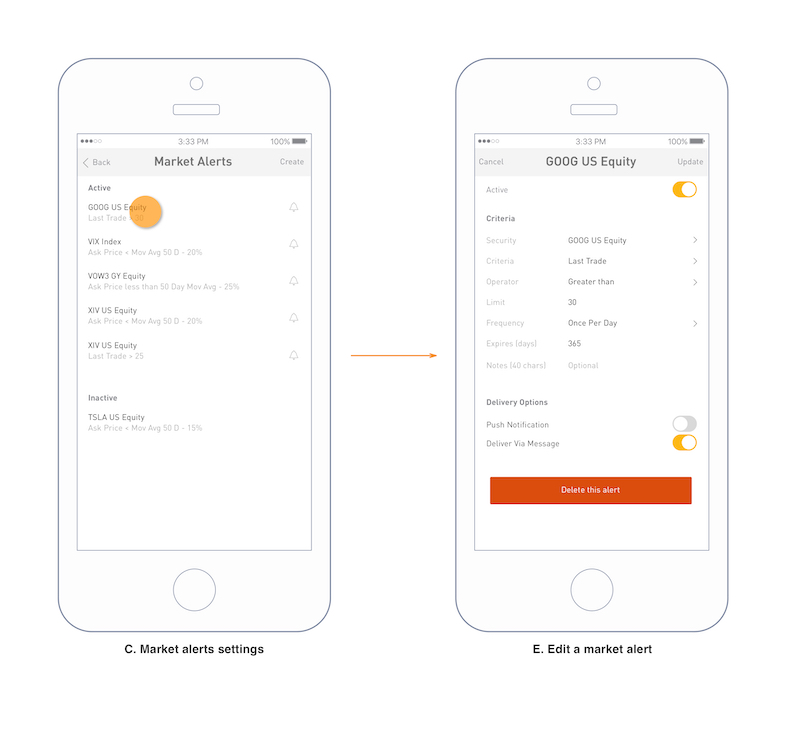 3:33 PM
100%
Back
Market Alerts
Create
Active
GOOG US Equity
Last Trade > 30
VIX Index
Ask Price < Mov Avg 50 D - 20%
VOW3 GY Equity
Ask Price less than 50 Day Mov Avg - 25%
XIV US Equity
Ask Price < Mov Avg 50 D - 20%
XIV US Equity
Last Trade > 25
Inactive
TSLA US Equity
Ask Price < Mov Avg 50 D - 15%
C. Market alerts settings
3:33 PM
100%
Cancel
GOOG US Equity
Update
Active
Criteria
Security GOOG US Equity
Criteria Last Trade
Operator Greater than
Limit 30
Frequency Once Per Day
Expires (days) 365
Notes (40 chars) Optional
Delivery Options
Push Notification
Deliver Via Message
Delete this alert
E. Edit a market alert